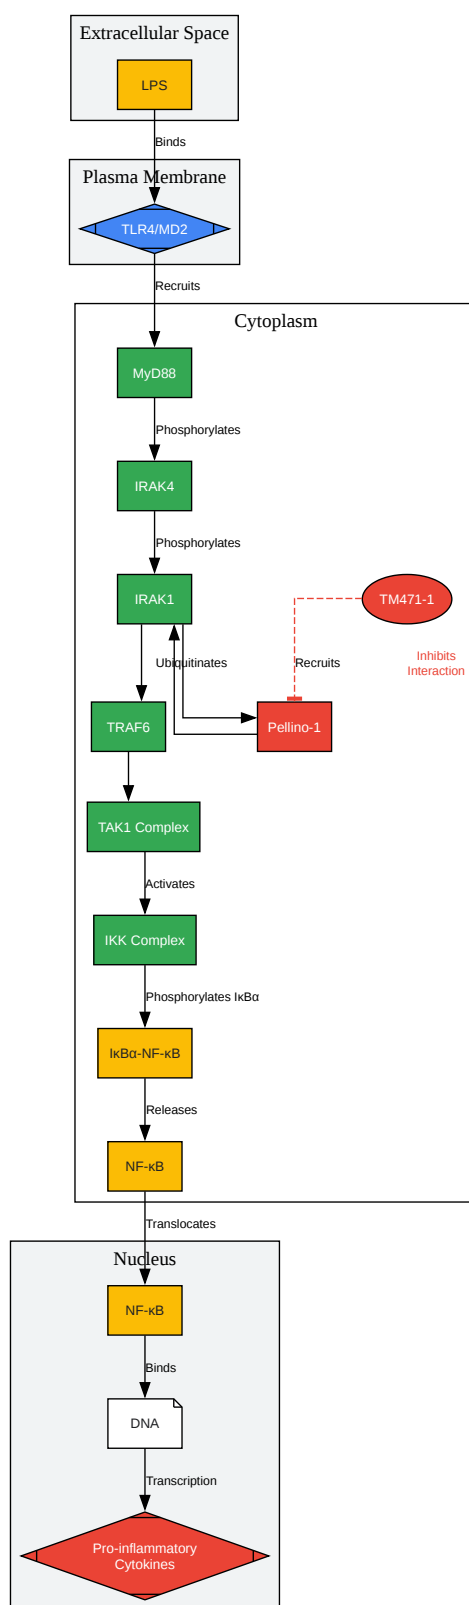 Extracellular Space
LPS
Binds
Plasma Membrane
TLR4/MD2
Recruits
Cytoplasm
MyD88
Phosphorylates
IRAK4
Phosphorylates
IRAK1
TM471-1
Ubiquitinates
Recruits
Inhibits
Interaction
TRAF6
Pellino-1
TAK1 Complex
Activates
IKK Complex
Phosphorylates IκBα
IκBα-NF-κB
Releases
NF-κB
Translocates
Nucleus
NF-κB
Binds
DNA
Transcription
Pro-inflammatory
Cytokines